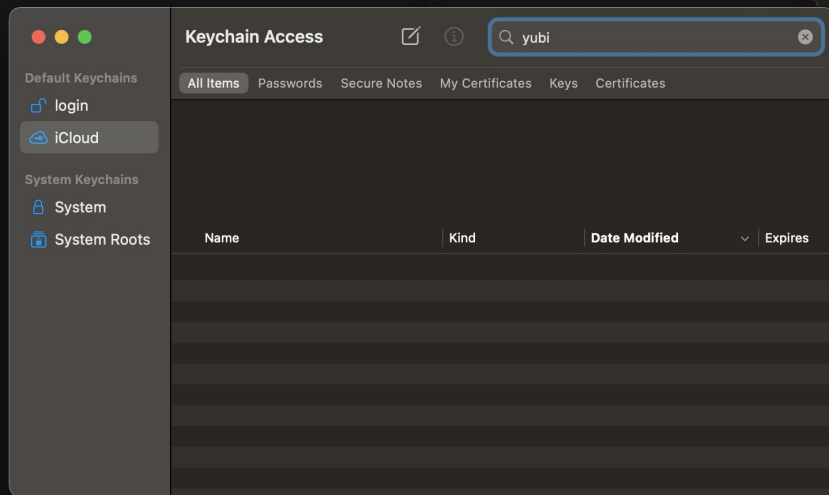 Keychain Access
yubi
Default Keychains
login
iCloud
System Keychains
System
System Roots
All Items Passwords Secure Notes My Certificates Keys Certificates
Name Kind Date Modified Expires